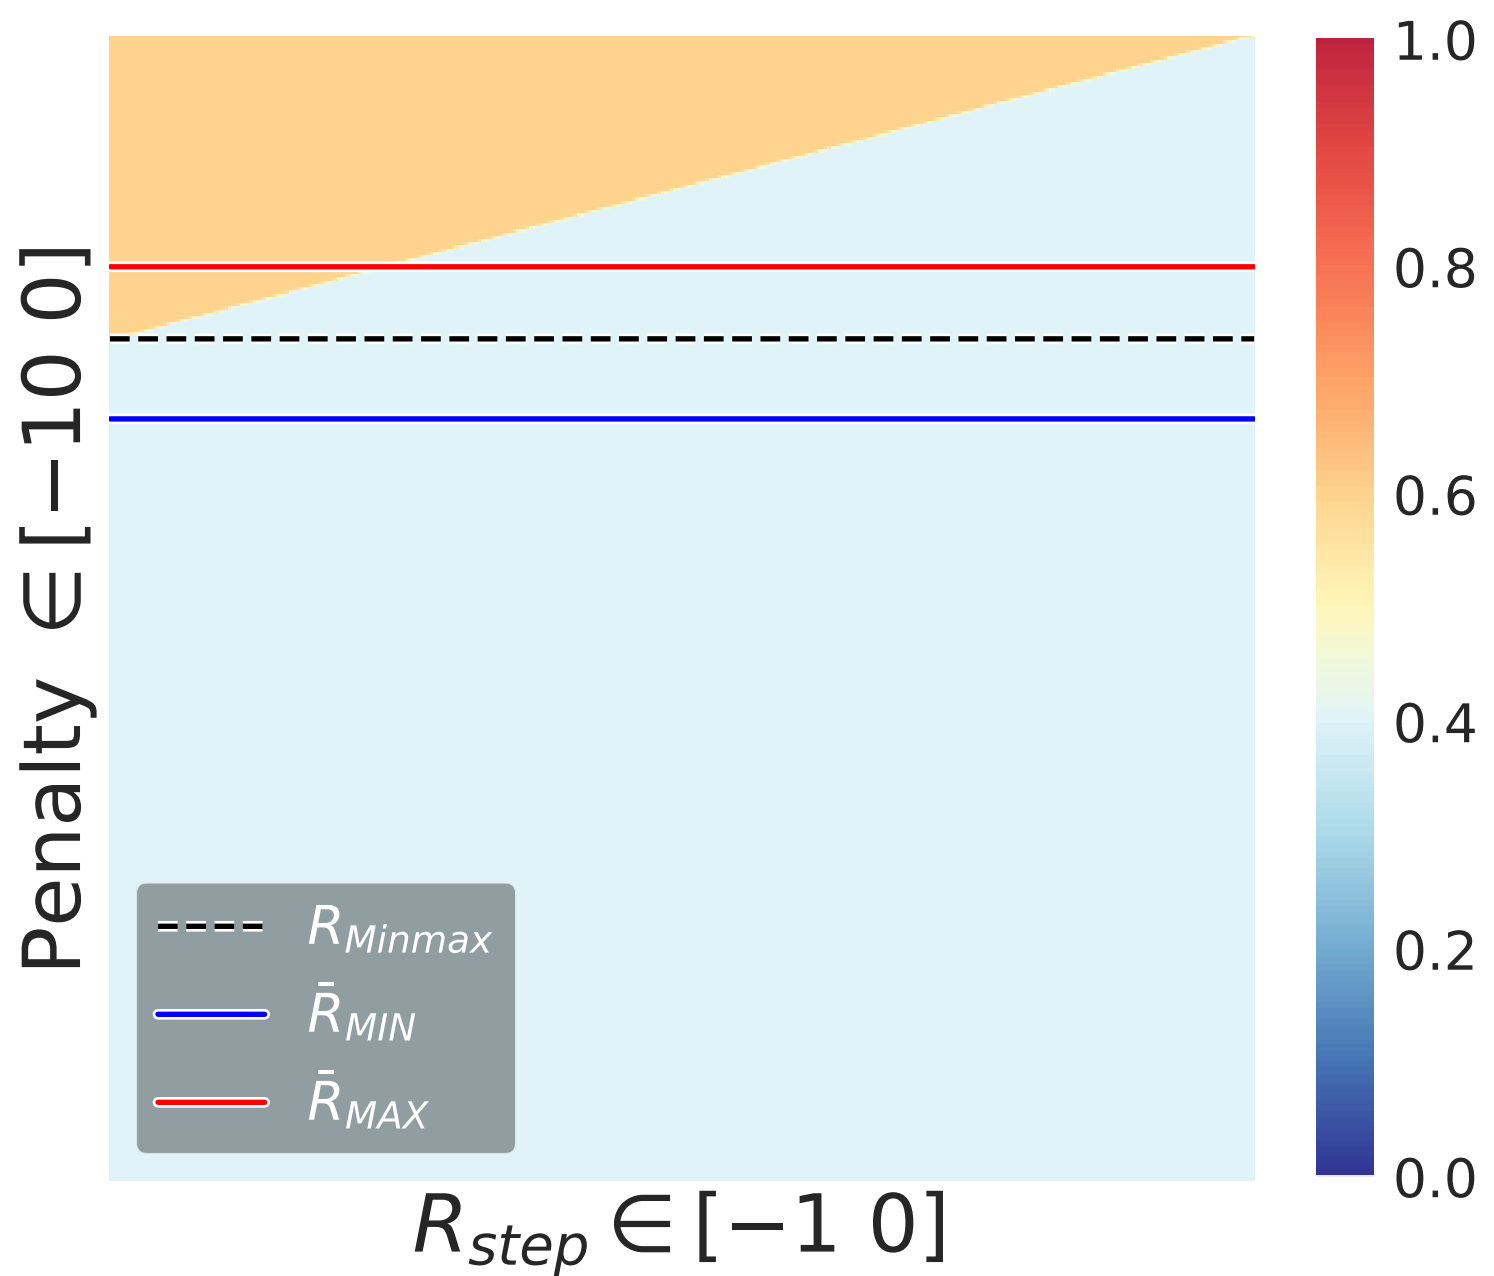 Penalty ∈ [−10 0]
R_Minmax
R̄_MIN
R̄_MAX
R_step ∈ [−1 0]
1.0
0.8
0.6
0.4
0.2
0.0